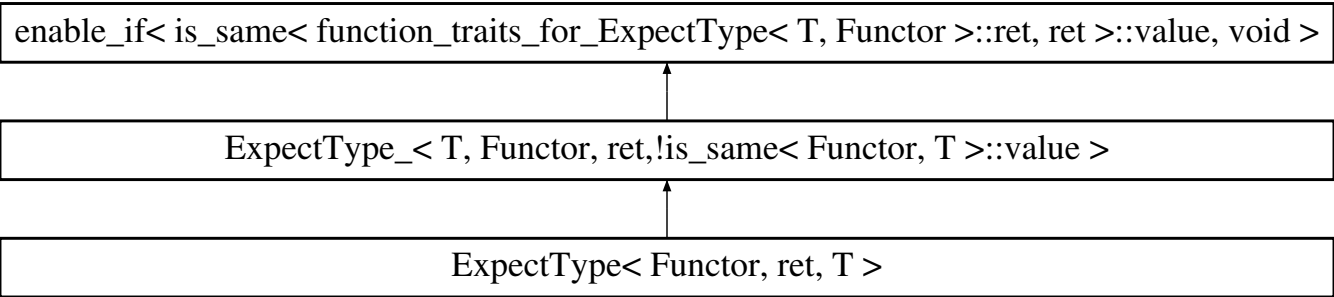 enable_if< is_same< function_traits_for_ExpectType< T, Functor >::ret, ret >::value, void >
ExpectType_< T, Functor, ret,!is_same< Functor, T >::value >
ExpectType< Functor, ret, T >